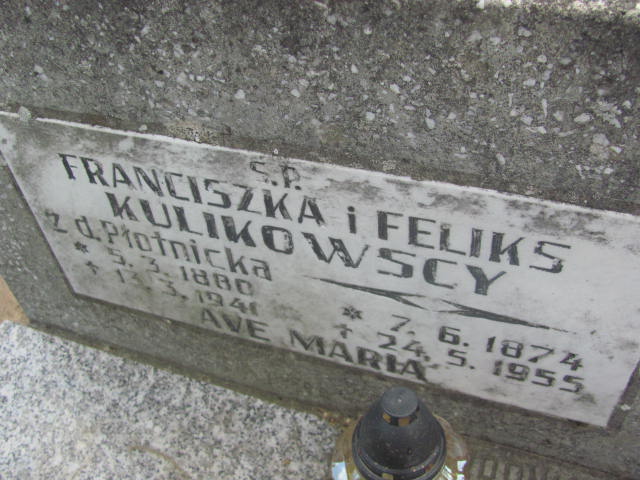 Ś.P.
FRANCISZKA i FELIKS
KULIKOWSCY
z d. Płotnicka
* 5. 3. 1880
† 13. 3. 1941
* 7. 6. 1874
† 24. 5. 1955
AVE MARIA